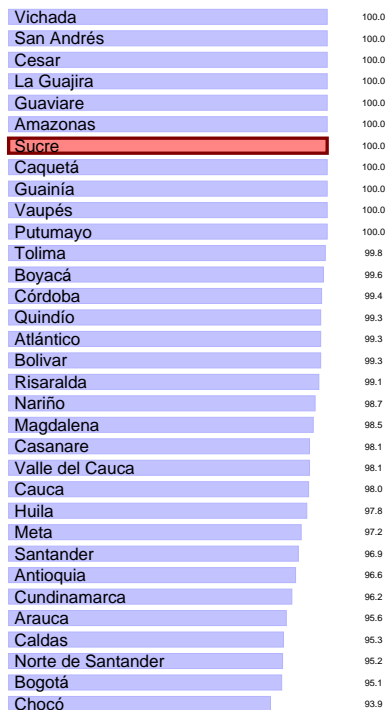 Vichada 100.0
San Andrés 100.0
Cesar 100.0
La Guajira 100.0
Guaviare 100.0
Amazonas 100.0
Sucre 100.0
Caquetá 100.0
Guainía 100.0
Vaupés 100.0
Putumayo 100.0
Tolima 99.8
Boyacá 99.6
Córdoba 99.4
Quindío 99.3
Atlántico 99.3
Bolivar 99.3
Risaralda 99.1
Nariño 98.7
Magdalena 98.5
Casanare 98.1
Valle del Cauca 98.1
Cauca 98.0
Huila 97.8
Meta 97.2
Santander 96.9
Antioquia 96.6
Cundinamarca 96.2
Arauca 95.6
Caldas 95.3
Norte de Santander 95.2
Bogotá 95.1
Chocó 93.9